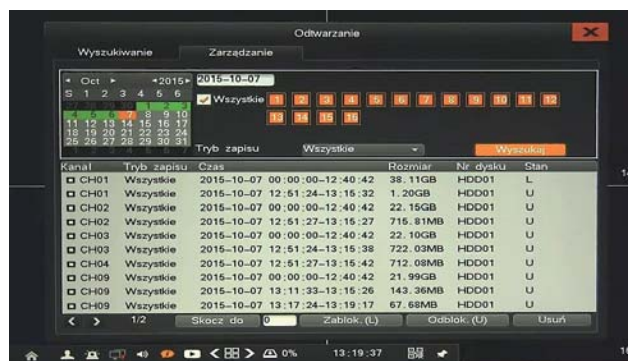 Odtwarzanie
Wyszukiwanie Zarządzanie
Oct 2015 2015-10-07
S 1 2 3 4 5 6
1 2 3
4 5 6 7 8 9 10
11 12 13 14 15 16 17
18 19 20 21 22 23 24
25 26 27 28 29 30 31
Wszystkie 1 2 3 4 5 6 7 8 9 10 11 12
13 14 15 16
Tryb zapisu Wszystkie Wyszukaj
Kanał Tryb zapisu Czas Rozmiar Nr dysku Stan
CH01 Wszystkie 2015-10-07 00:00:00-12:40:42 38.11GB HDD01 L
CH01 Wszystkie 2015-10-07 12:51:24-13:15:32 1.20GB HDD01 U
CH02 Wszystkie 2015-10-07 00:00:00-12:40:42 22.15GB HDD01 U
CH02 Wszystkie 2015-10-07 12:51:27-13:15:27 715.81MB HDD01 U
CH03 Wszystkie 2015-10-07 00:00:00-12:40:42 22.10GB HDD01 U
CH03 Wszystkie 2015-10-07 12:51:24-13:15:38 722.03MB HDD01 U
CH04 Wszystkie 2015-10-07 12:51:27-13:15:42 712.08MB HDD01 U
CH09 Wszystkie 2015-10-07 00:00:00-12:40:42 21.99GB HDD01 U
CH09 Wszystkie 2015-10-07 13:11:33-13:15:26 143.36MB HDD01 U
CH09 Wszystkie 2015-10-07 13:17:24-13:19:17 67.68MB HDD01 U
1/2 Skocz do 0 Zablok.(L) Odblok.(U) Usuń
0% 13:19:37